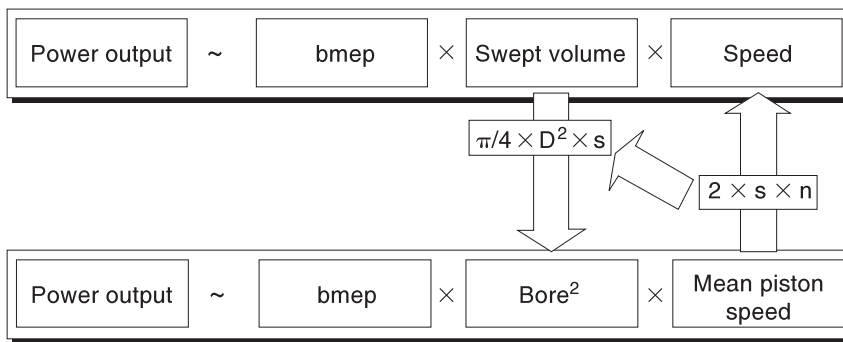 Power output ~ bmep × Swept volume × Speed
π/4 × D² × s
2 × s × n
Power output ~ bmep × Bore² × Mean piston
speed